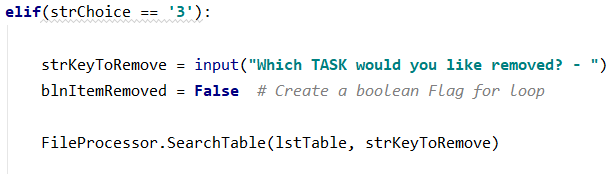 elif(strChoice == '3'):
strKeyToRemove = input("Which TASK would you like removed? - ")
blnItemRemoved = False  # Create a boolean Flag for loop
FileProcessor.SearchTable(lstTable, strKeyToRemove)